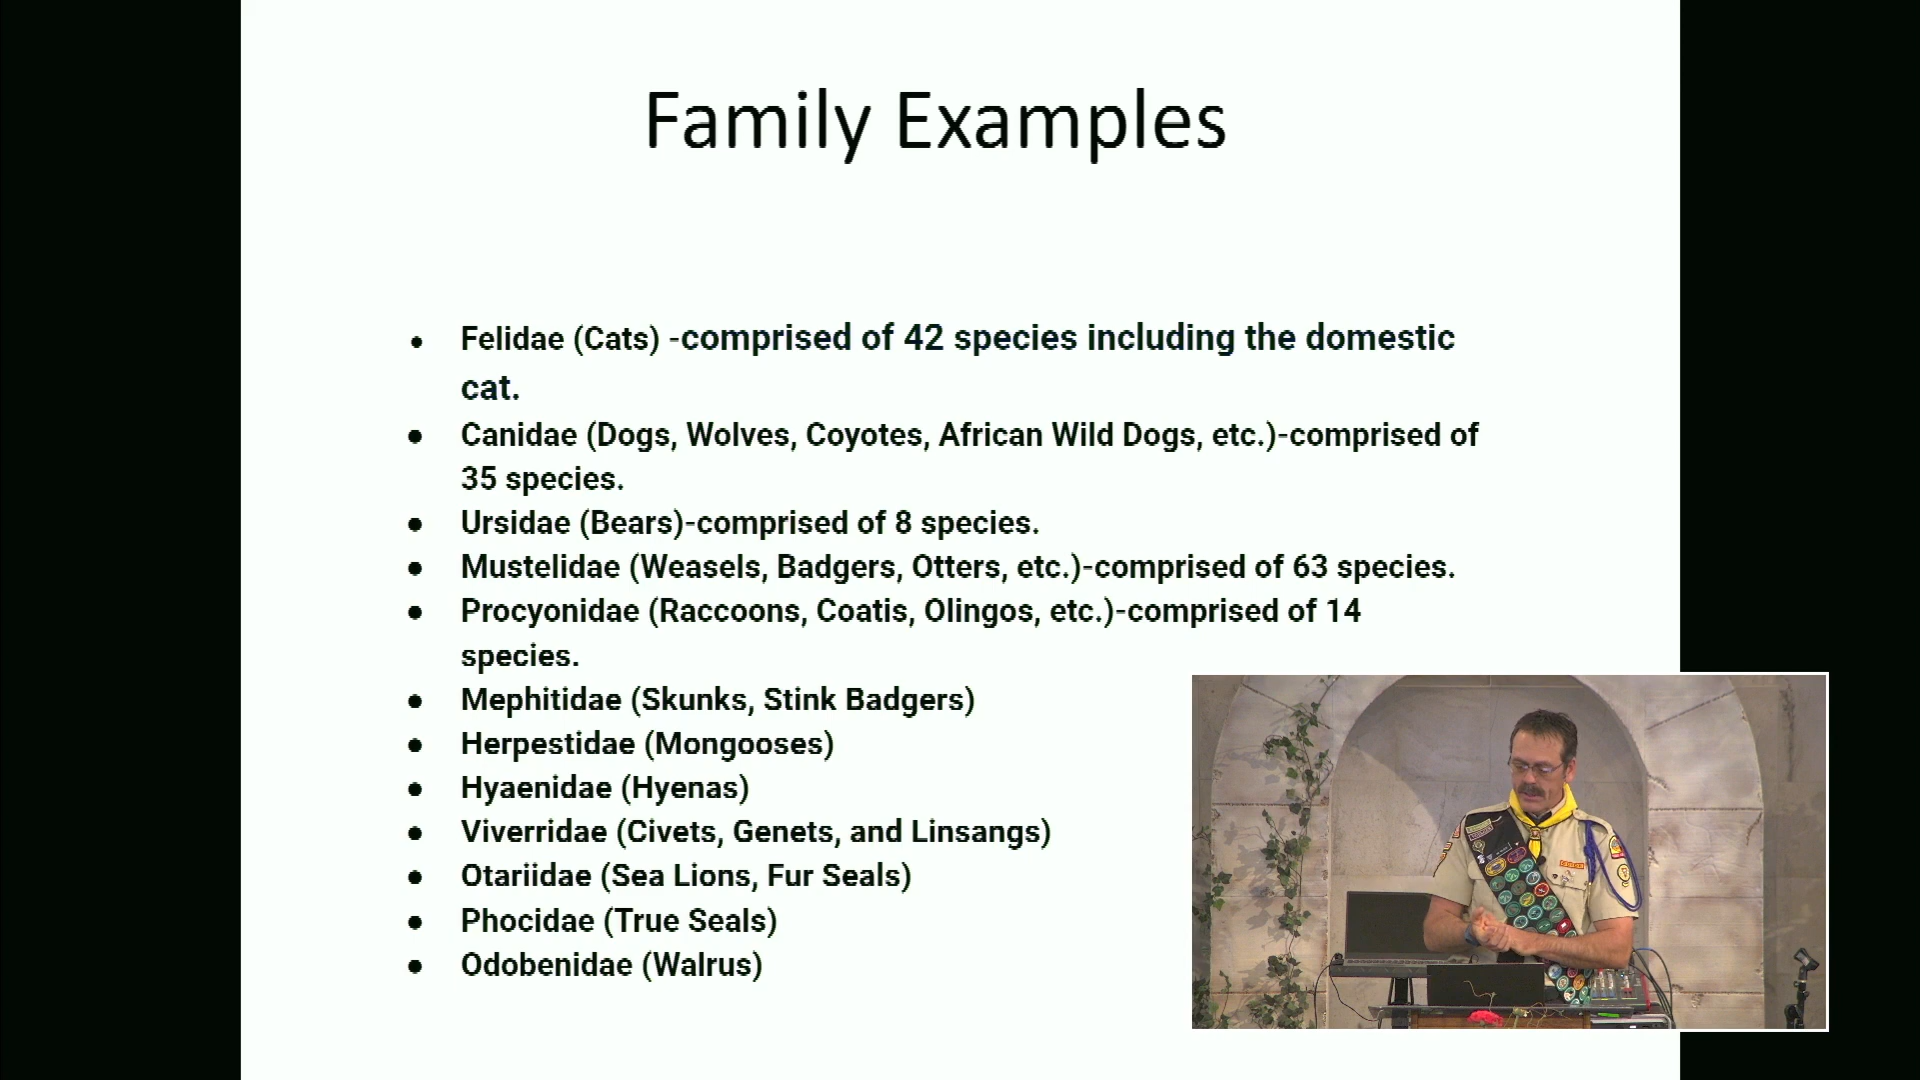 Family Examples
• Felidae (Cats) -comprised of 42 species including the domestic
cat.
• Canidae (Dogs, Wolves, Coyotes, African Wild Dogs, etc.)-comprised of
35 species.
• Ursidae (Bears)-comprised of 8 species.
• Mustelidae (Weasels, Badgers, Otters, etc.)-comprised of 63 species.
• Procyonidae (Raccoons, Coatis, Olingos, etc.)-comprised of 14
species.
• Mephitidae (Skunks, Stink Badgers)
• Herpestidae (Mongooses)
• Hyaenidae (Hyenas)
• Viverridae (Civets, Genets, and Linsangs)
• Otariidae (Sea Lions, Fur Seals)
• Phocidae (True Seals)
• Odobenidae (Walrus)